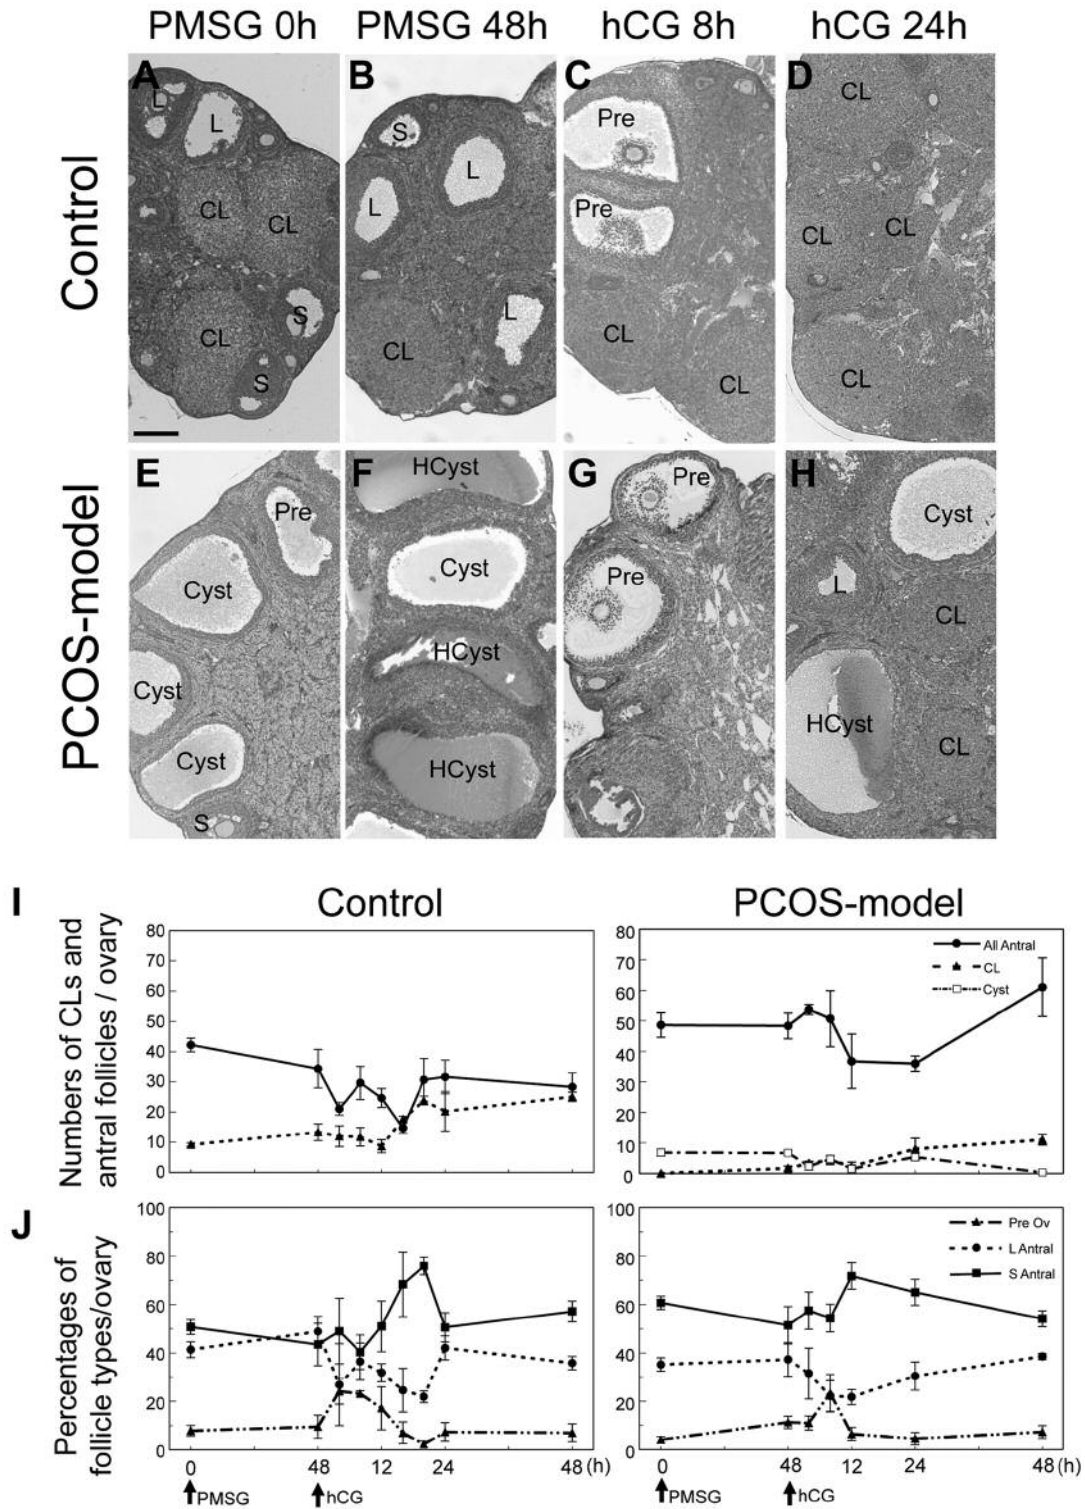 PMSG 0h PMSG 48h hCG 8h hCG 24h
Control
A
L
L
CL
CL
CL
S
S
B
S
L
L
L
CL
C
Pre
Pre
CL
CL
D
CL
CL
CL
CL
PCOS-model
E
Pre
Cyst
Cyst
Cyst
S
F
HCyst
Cyst
HCyst
HCyst
G
Pre
Pre
H
Cyst
L
CL
HCyst
CL
I
Control PCOS-model
Numbers of CLs and
antral follicles / ovary
80
70
60
50
40
30
20
10
0
80
70
60
50
40
30
20
10
0
All Antral
CL
Cyst
J
Percentages of
follicle types/ovary
100
80
60
40
20
0
100
80
60
40
20
0
Pre Ov
L Antral
S Antral
0 48 12 24 48 (h)
PMSG hCG
0 48 12 24 48 (h)
PMSG hCG